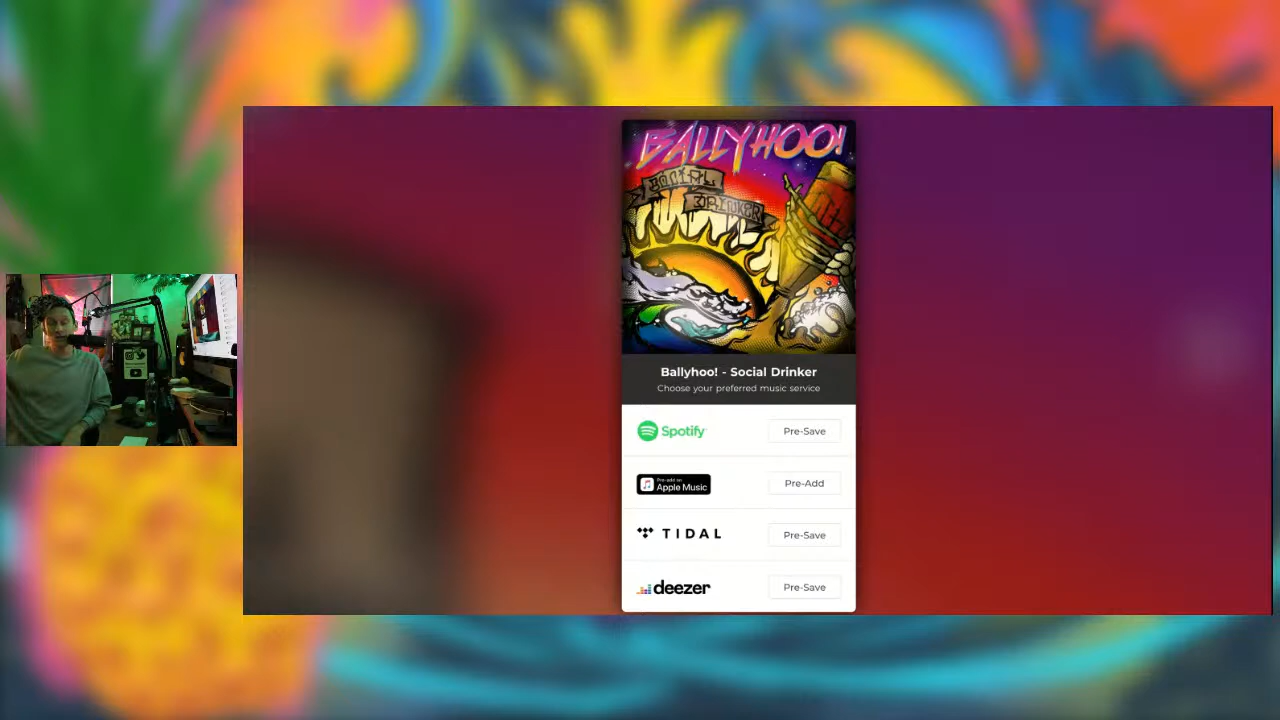 BALLYHOO!
SOCIAL
DRINKER
Ballyhoo! - Social Drinker
Choose your preferred music service
Spotify
Pre-Save
Pre-add on
Apple Music
Pre-Add
TIDAL
Pre-Save
deezer
Pre-Save